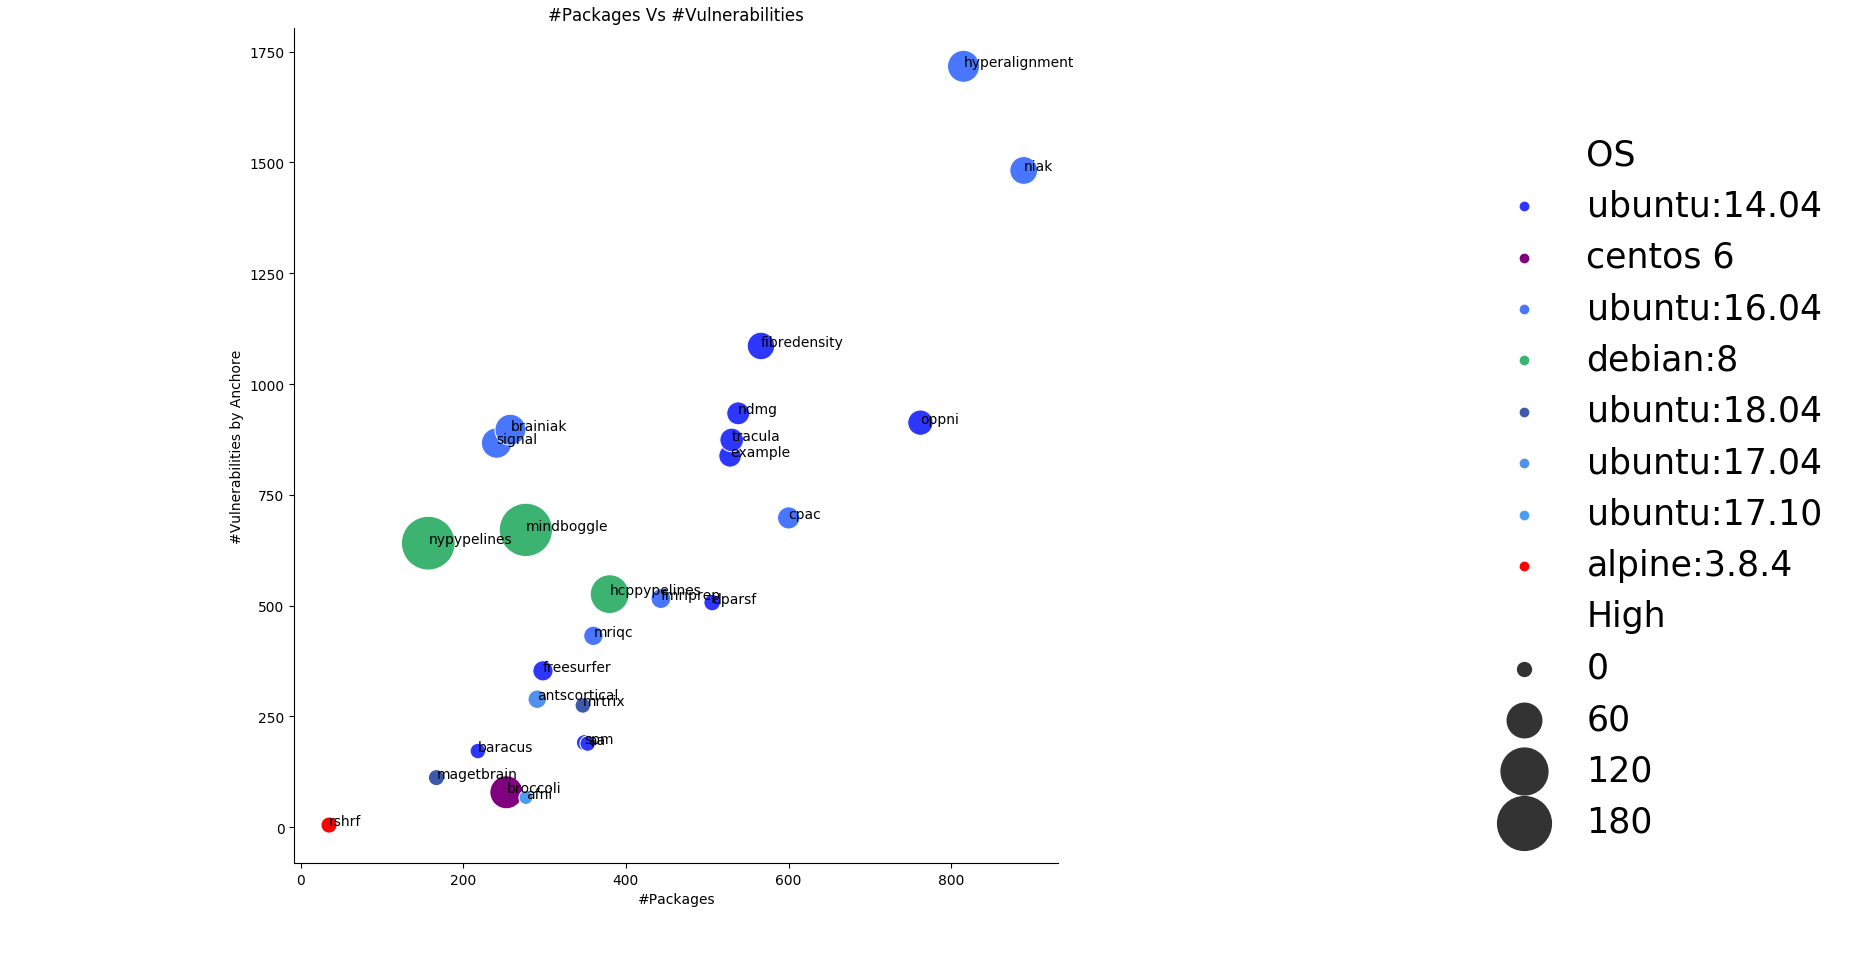 #Packages Vs #Vulnerabilities
1750
1500
1250
1000
750
500
250
0
#Vulnerabilities by Anchore
0
200
400
600
800
#Packages
hyperalignment
niak
fibredensity
ndmg
oppni
brainiak
signal
tracula
example
mindboggle
cpac
nypypelines
hcppypelines
fmriprep
dparsf
mriqc
freesurfer
antscortical
mrtrix
baracus
spm
aa
magetbrain
broccoli
afni
rshrf
OS
ubuntu:14.04
centos 6
ubuntu:16.04
debian:8
ubuntu:18.04
ubuntu:17.04
ubuntu:17.10
alpine:3.8.4
High
0
60
120
180